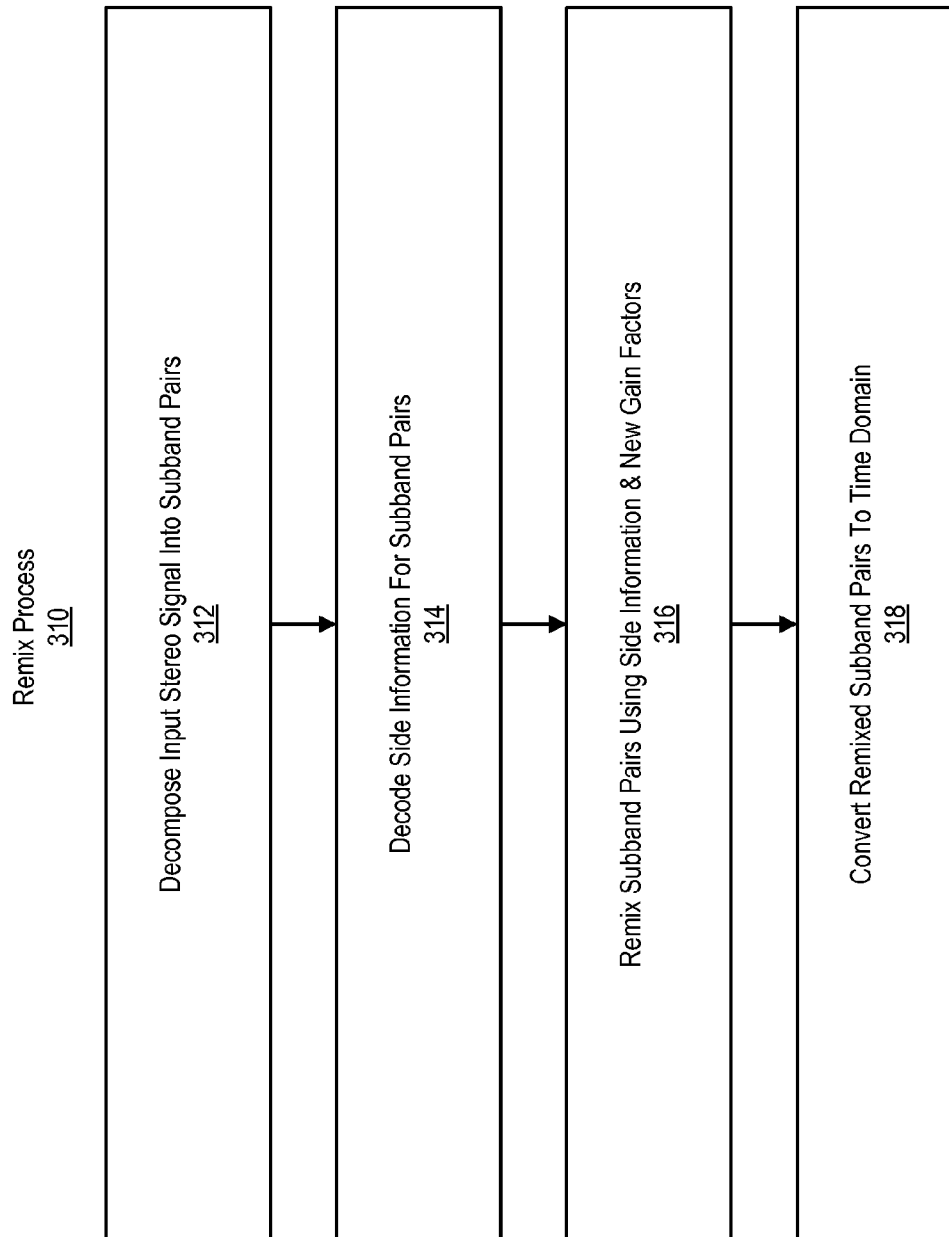 Remix Process
310
Decompose Input Stereo Signal Into Subband Pairs
312
Decode Side Information For Subband Pairs
314
Remix Subband Pairs Using Side Information & New Gain Factors
316
Convert Remixed Subband Pairs To Time Domain
318